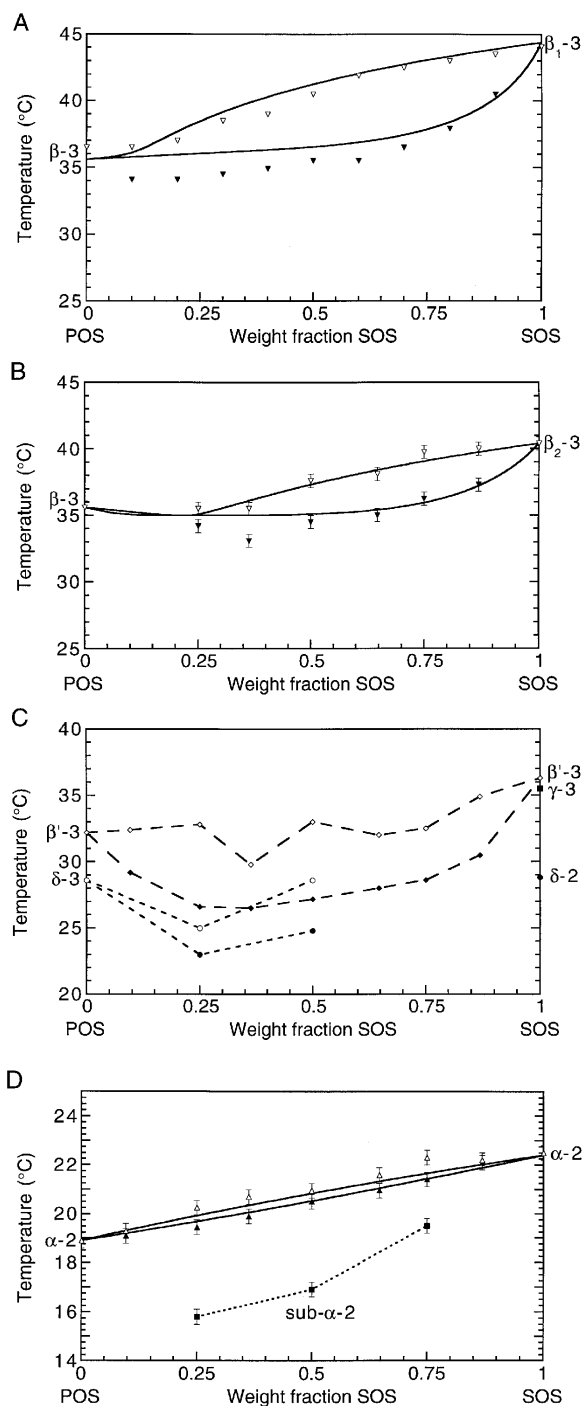 A
45
β₁-3
40
β-3
35
30
25
Temperature (°C)
0 0.25 0.5 0.75 1
POS Weight fraction SOS SOS
B
45
40
β₂-3
β-3
35
30
25
Temperature (°C)
0 0.25 0.5 0.75 1
POS Weight fraction SOS SOS
C
40
β'-3
35
γ-3
β'-3
30
δ-3
δ-2
25
20
Temperature (°C)
0 0.25 0.5 0.75 1
POS Weight fraction SOS SOS
D
24
22
α-2
20
α-2
18
16
sub-α-2
14
Temperature (°C)
0 0.25 0.5 0.75 1
POS Weight fraction SOS SOS